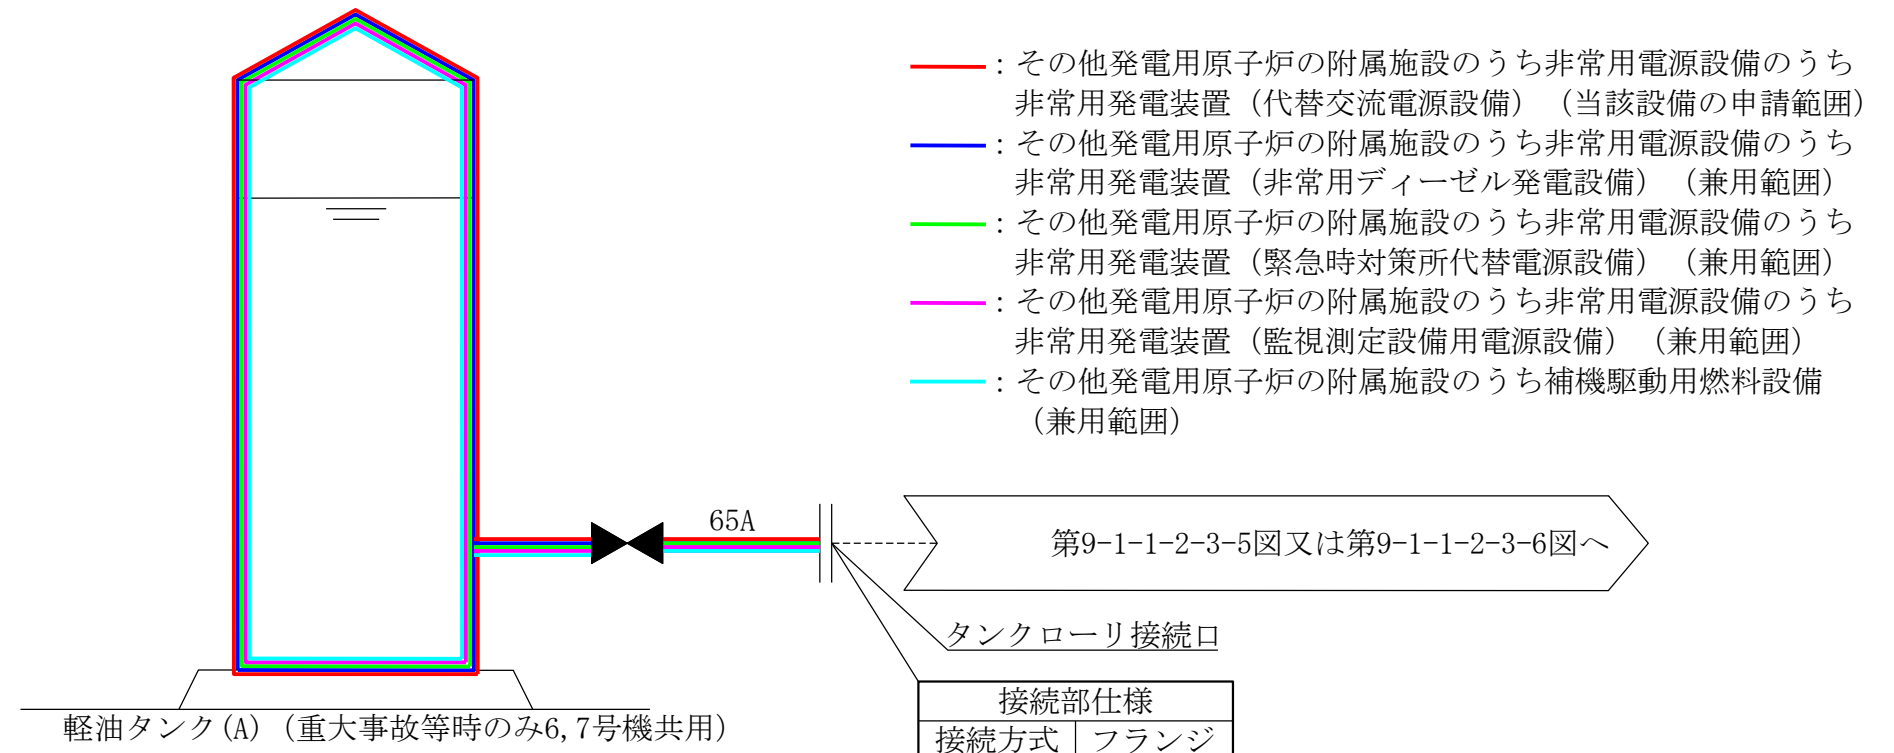 ：その他発電用原子炉の附属施設のうち非常用電源設備のうち
非常用発電装置（代替交流電源設備）（当該設備の申請範囲）
：その他発電用原子炉の附属施設のうち非常用電源設備のうち
非常用発電装置（非常用ディーゼル発電設備）（兼用範囲）
：その他発電用原子炉の附属施設のうち非常用電源設備のうち
非常用発電装置（緊急時対策所代替電源設備）（兼用範囲）
：その他発電用原子炉の附属施設のうち非常用電源設備のうち
非常用発電装置（監視測定設備用電源設備）（兼用範囲）
：その他発電用原子炉の附属施設のうち補機駆動用燃料設備
（兼用範囲）
65A
第9-1-1-2-3-5図又は第9-1-1-2-3-6図へ
タンクローリ接続口
接続部仕様
接続方式 フランジ
軽油タンク(A)（重大事故等時のみ6,7号機共用）